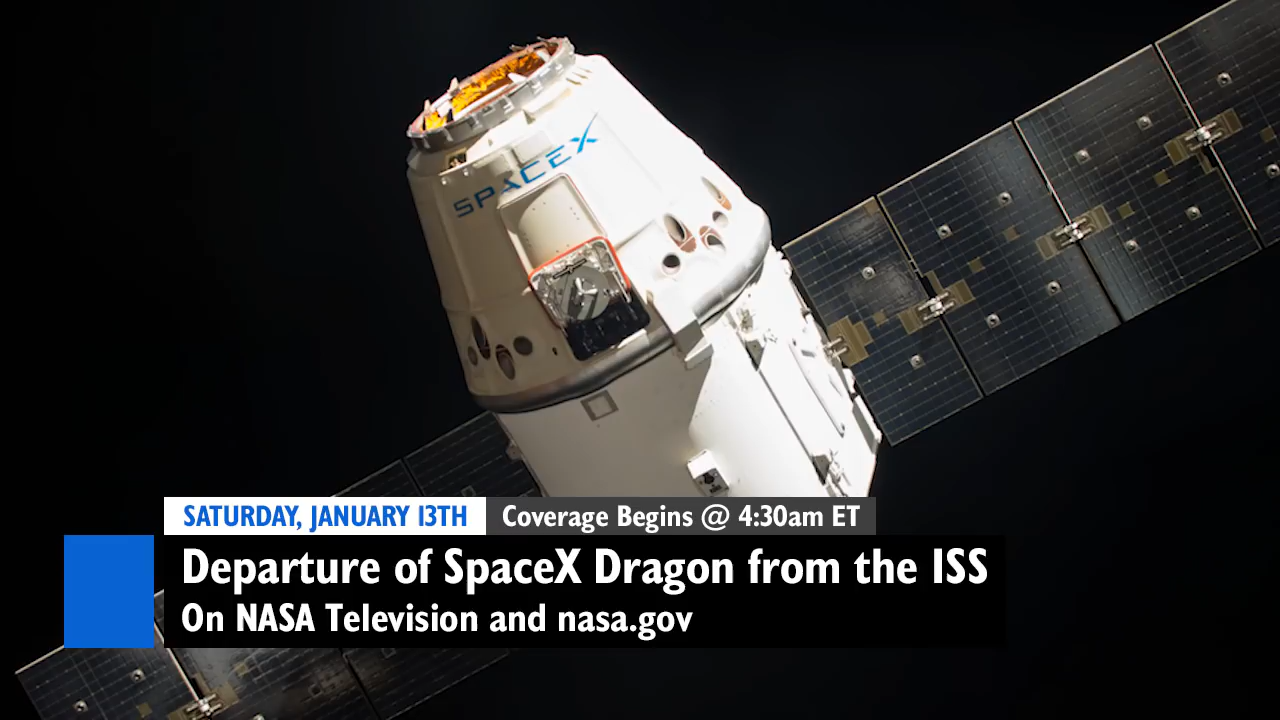 SPACEX
SATURDAY, JANUARY 13TH
Coverage Begins @ 4:30am ET
Departure of SpaceX Dragon from the ISS
On NASA Television and nasa.gov